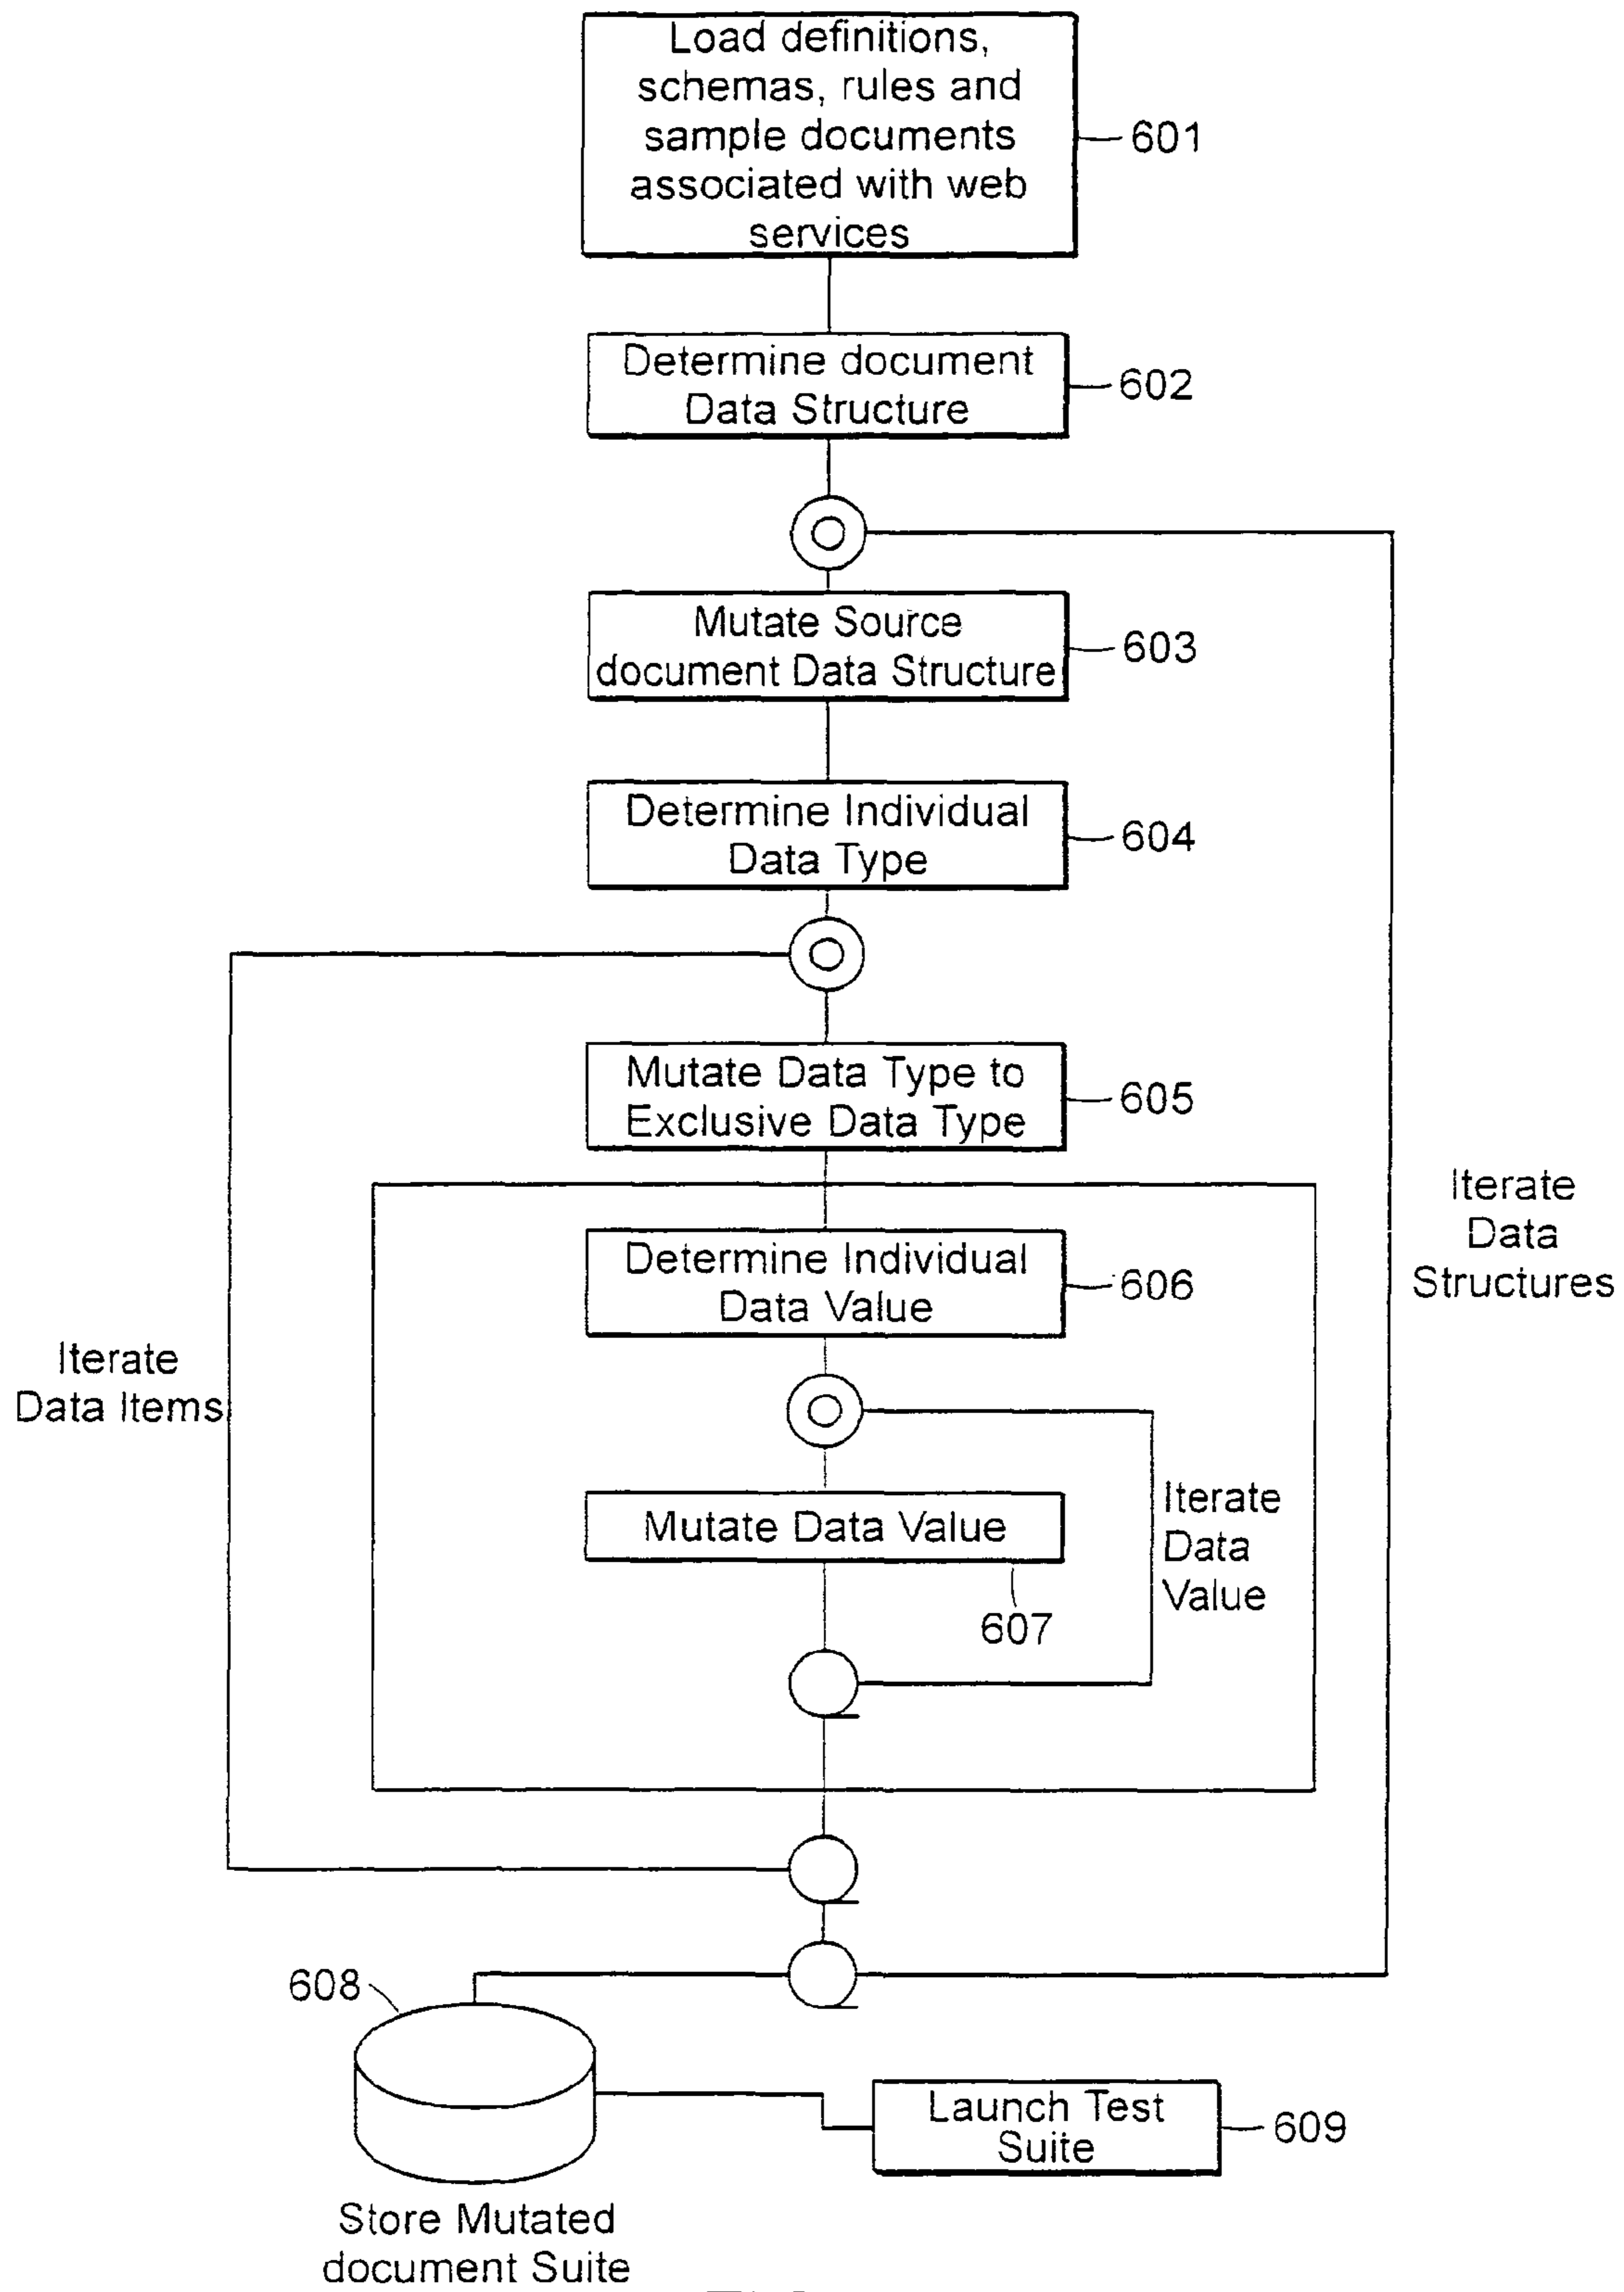 Load definitions,
schemas, rules and
sample documents
associated with web
services
601
Determine document
Data Structure
602
Mutate Source
document Data Structure
603
Determine Individual
Data Type
604
Mutate Data Type to
Exclusive Data Type
605
Determine Individual
Data Value
606
Iterate
Data
Structures
Iterate
Data Items
Mutate Data Value
607
Iterate
Data
Value
608
Store Mutated
document Suite
Launch Test
Suite
609